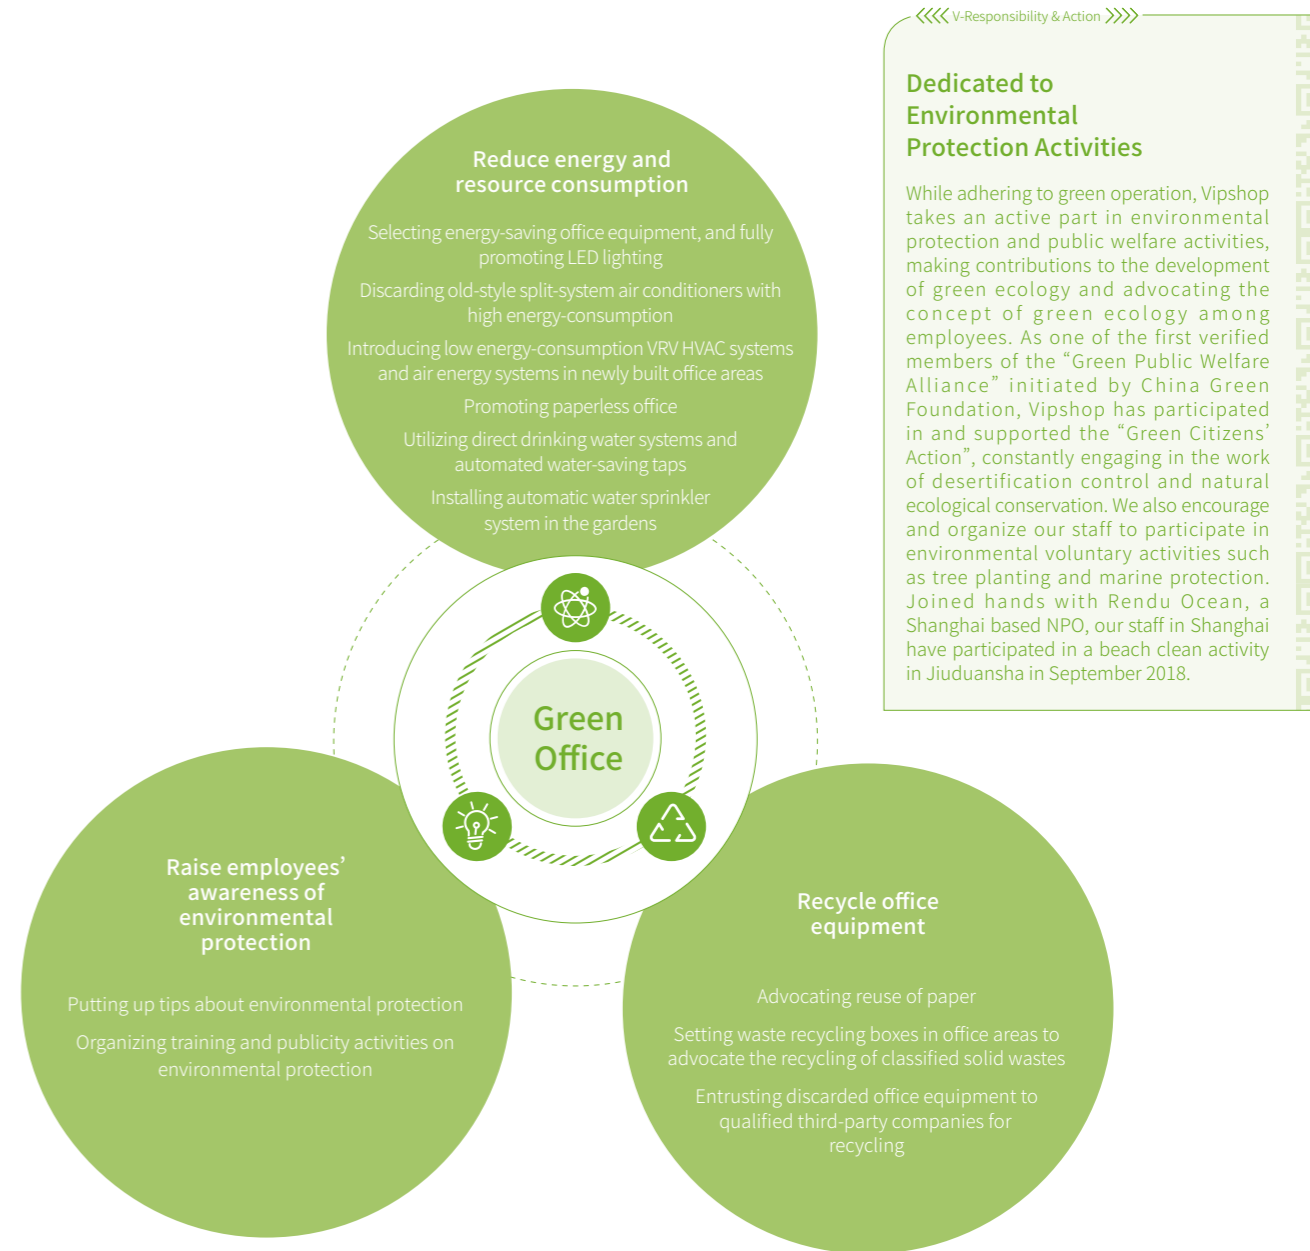 V-Responsibility & Action
Dedicated to
Environmental
Protection Activities
While adhering to green operation, Vipshop
takes an active part in environmental
protection and public welfare activities,
making contributions to the development
of green ecology and advocating the
concept of green ecology among
employees. As one of the first verified
members of the “Green Public Welfare
Alliance” initiated by China Green
Foundation, Vipshop has participated
in and supported the “Green Citizens’
Action”, constantly engaging in the work
of desertification control and natural
ecological conservation. We also encourage
and organize our staff to participate in
environmental voluntary activities such
as tree planting and marine protection.
Joined hands with Rendu Ocean, a
Shanghai based NPO, our staff in Shanghai
have participated in a beach clean activity
in Jiuduansha in September 2018.
Reduce energy and
resource consumption
Selecting energy-saving office equipment, and fully
promoting LED lighting
Discarding old-style split-system air conditioners with
high energy-consumption
Introducing low energy-consumption VRV HVAC systems
and air energy systems in newly built office areas
Promoting paperless office
Utilizing direct drinking water systems and
automated water-saving taps
Installing automatic water sprinkler
system in the gardens
Green
Office
Raise employees’
awareness of
environmental
protection
Putting up tips about environmental protection
Organizing training and publicity activities on
environmental protection
Recycle office
equipment
Advocating reuse of paper
Setting waste recycling boxes in office areas to
advocate the recycling of classified solid wastes
Entrusting discarded office equipment to
qualified third-party companies for
recycling